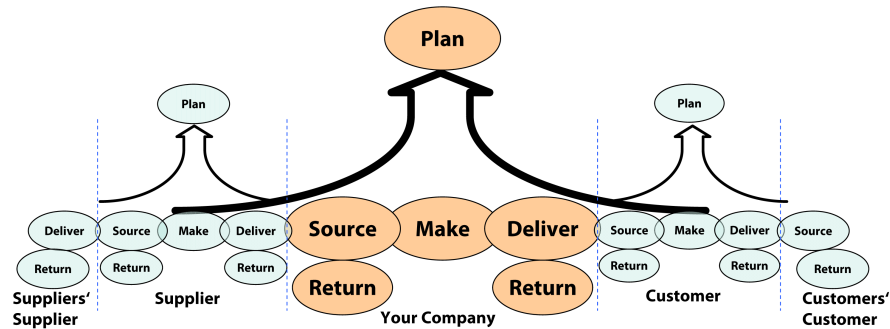 Plan
Plan
Plan
Deliver
Source
Make
Deliver
Source
Make
Deliver
Source
Make
Deliver
Source
Return
Return
Return
Return
Return
Return
Return
Return
Suppliers‘
Supplier
Supplier
Your Company
Customer
Customers‘
Customer